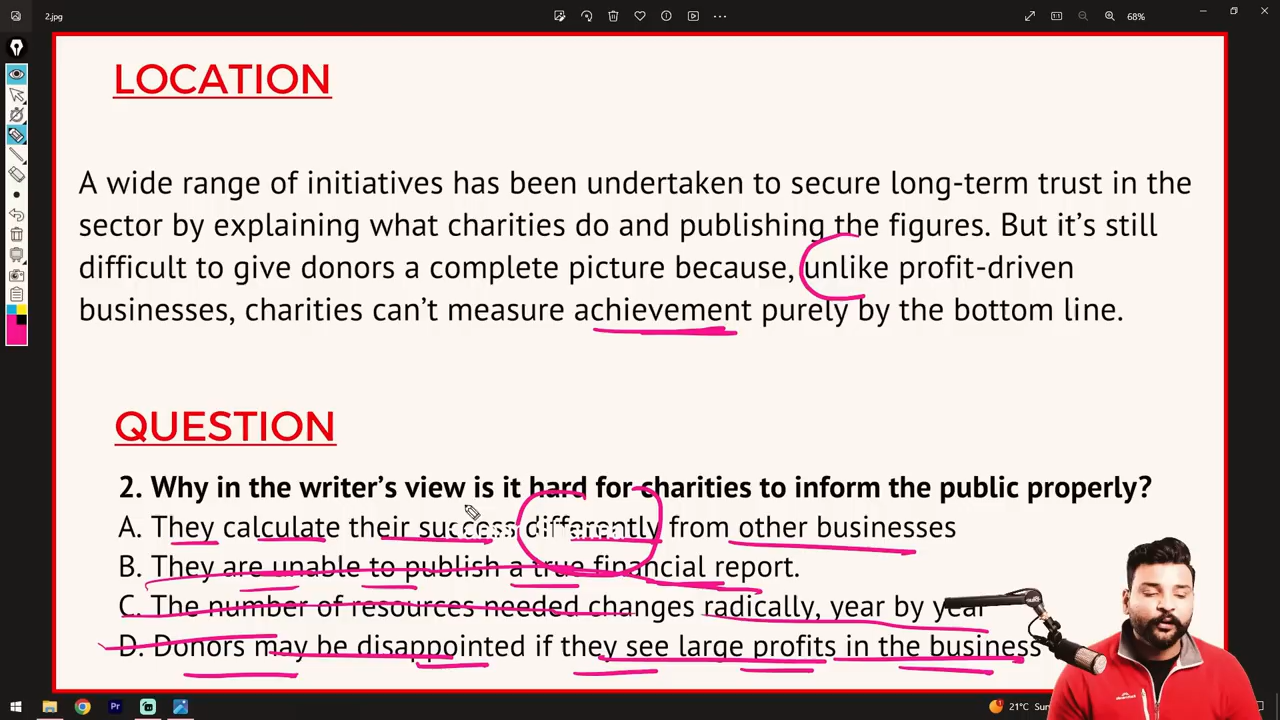 2.jpg
68%
LOCATION
A wide range of initiatives has been undertaken to secure long-term trust in the
sector by explaining what charities do and publishing the figures. But it's still
difficult to give donors a complete picture because, unlike profit-driven
businesses, charities can't measure achievement purely by the bottom line.
QUESTION
2. Why in the writer's view is it hard for charities to inform the public properly?
A. They calculate their success differently from other businesses
B. They are unable to publish a true financial report.
C. The number of resources needed changes radically, year by year
D. Donors may be disappointed if they see large profits in the business
21°C